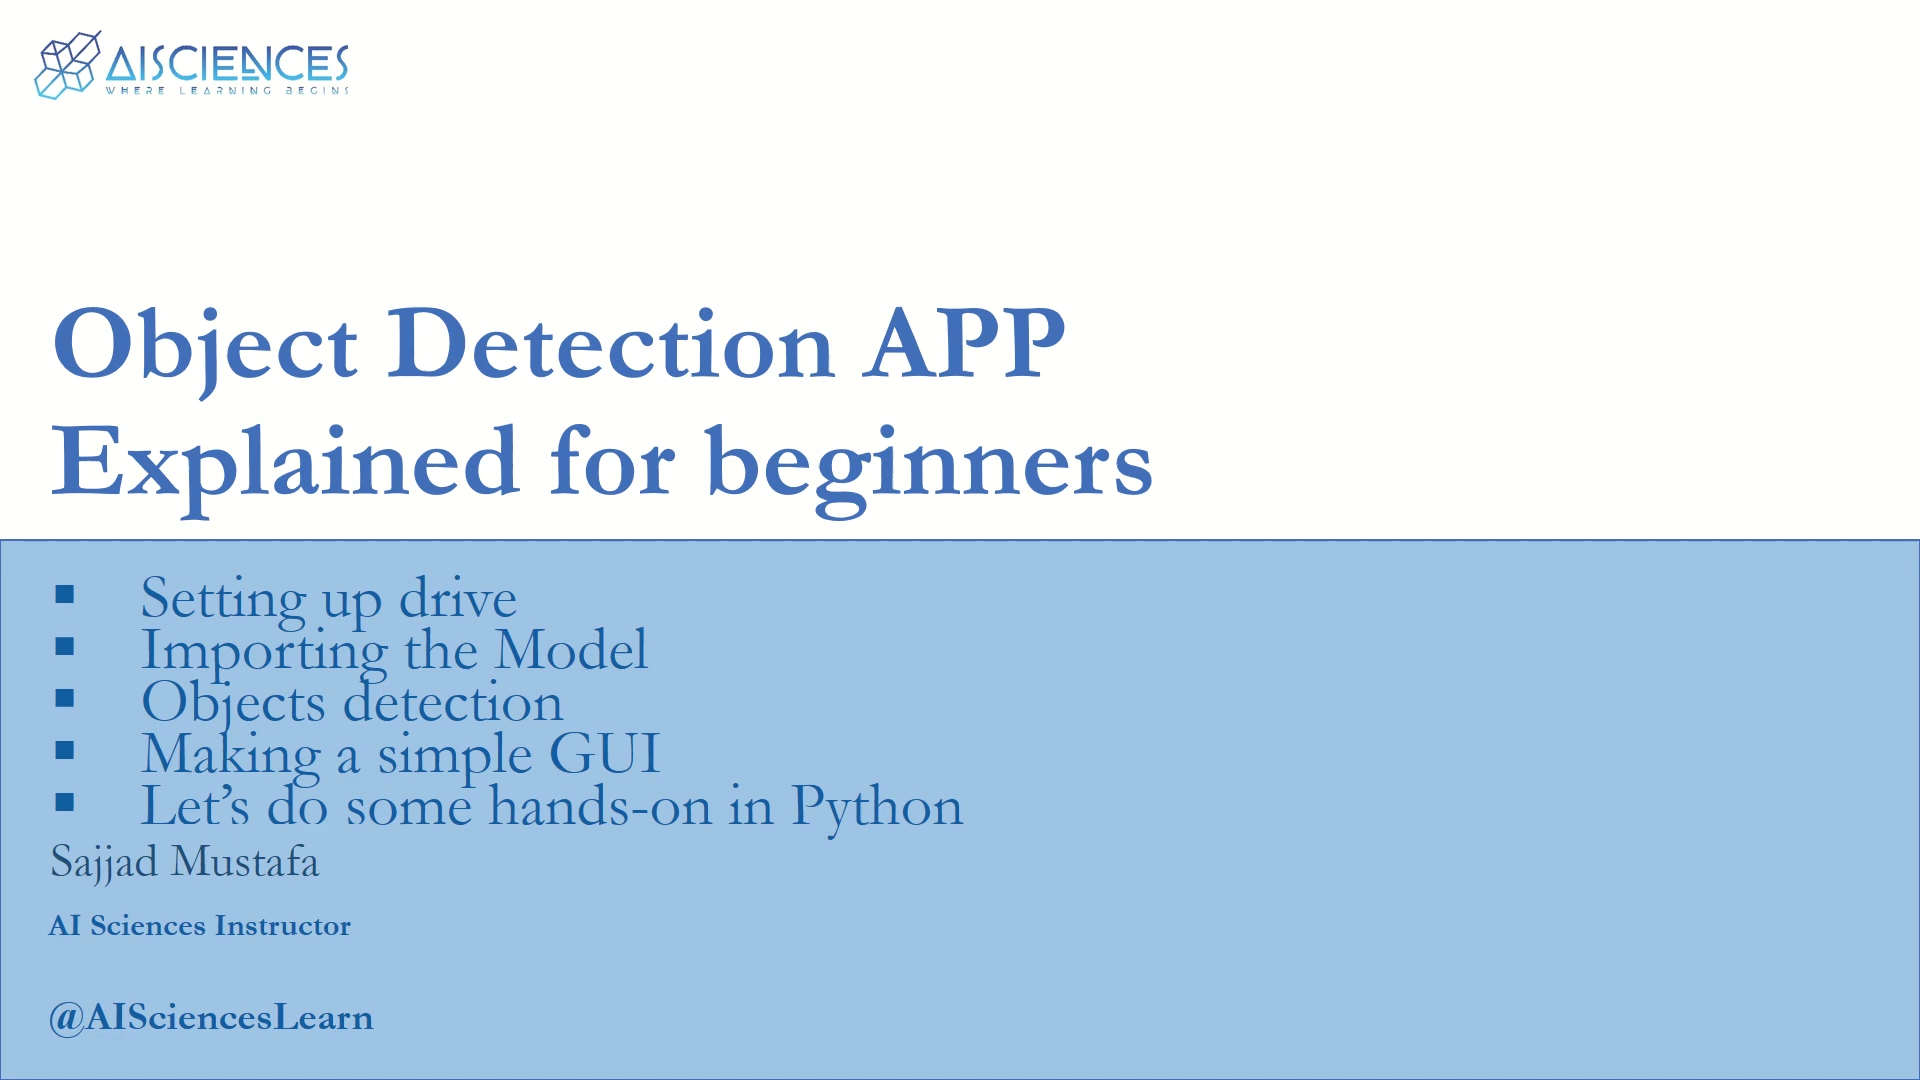 AISCIENCES
WHERE LEARNING BEGINS
Object Detection APP
Explained for beginners
▪ Setting up drive
▪ Importing the Model
▪ Objects detection
▪ Making a simple GUI
▪ Let’s do some hands-on in Python
Sajjad Mustafa
AI Sciences Instructor
@AISciencesLearn